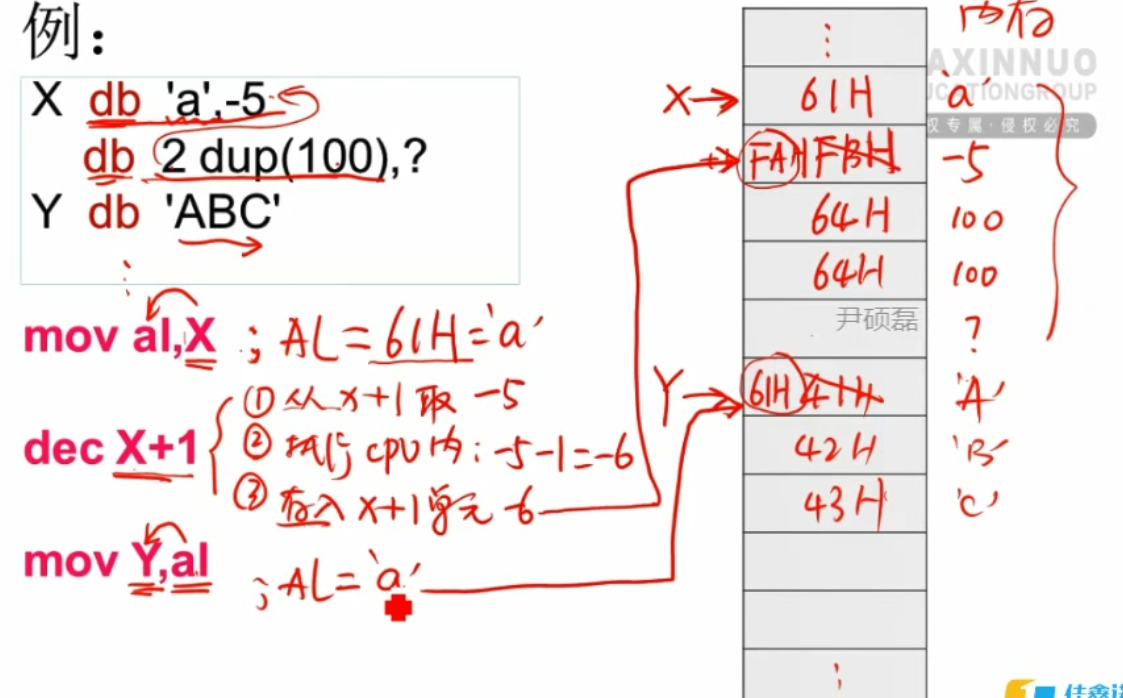 例：
X db 'a',-5
db 2 dup(100),?
Y db 'ABC'
⋮
mov al,X ; AL = 61H = 'a'
① 从 X+1 取 -5
dec X+1 ② 执行 CPU 内 : -5-1=-6
③ 存入 X+1 单元 -6
mov Y,al ; AL = 'a'
内存
⋮
X→ 61H 'a'
FAH FBH -5
64H 100
64H 100
尹硕磊 ?
Y→ 61H 41H 'A'
42H 'B'
43H 'C'
⋮
AXINNUO
UCATIONGROUP
权专属·侵权必究
佳鑫诺